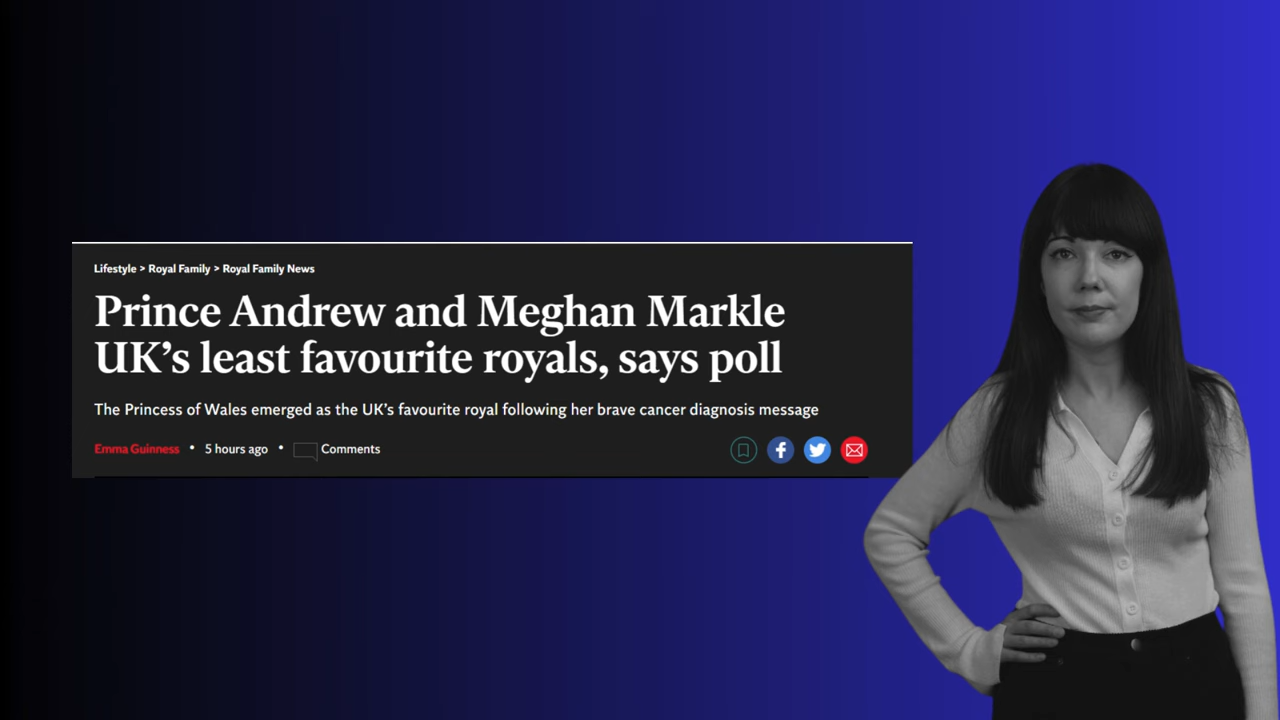 Lifestyle > Royal Family > Royal Family News
Prince Andrew and Meghan Markle
UK’s least favourite royals, says poll
The Princess of Wales emerged as the UK’s favourite royal following her brave cancer diagnosis message
Emma Guinness • 5 hours ago • Comments